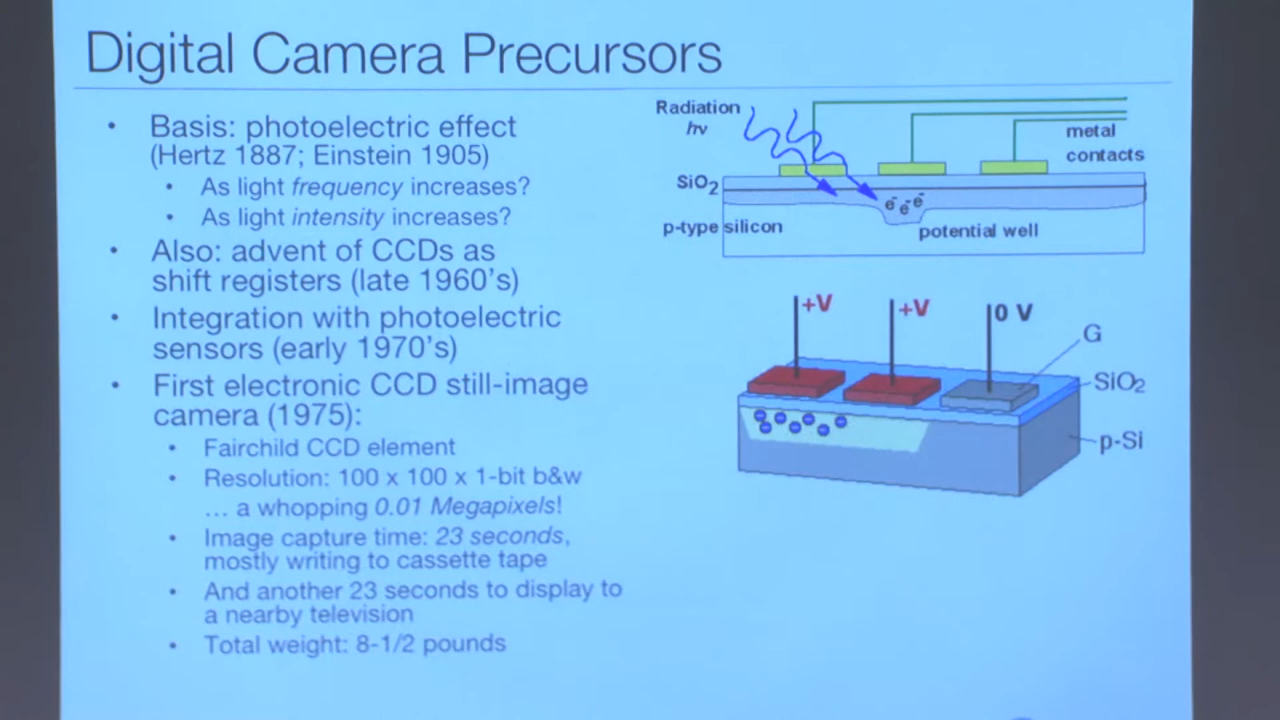 Digital Camera Precursors
• Basis: photoelectric effect
(Hertz 1887; Einstein 1905)
• As light frequency increases?
• As light intensity increases?
• Also: advent of CCDs as
shift registers (late 1960's)
• Integration with photoelectric
sensors (early 1970's)
• First electronic CCD still-image
camera (1975):
• Fairchild CCD element
• Resolution: 100 x 100 x 1-bit b&w
... a whopping 0.01 Megapixels!
• Image capture time: 23 seconds,
mostly writing to cassette tape
• And another 23 seconds to display to
a nearby television
• Total weight: 8-1/2 pounds
Radiation
hν
metal
contacts
SiO2
e- e- e-
p-type silicon
potential well
+V
+V
0 V
G
SiO2
p-Si